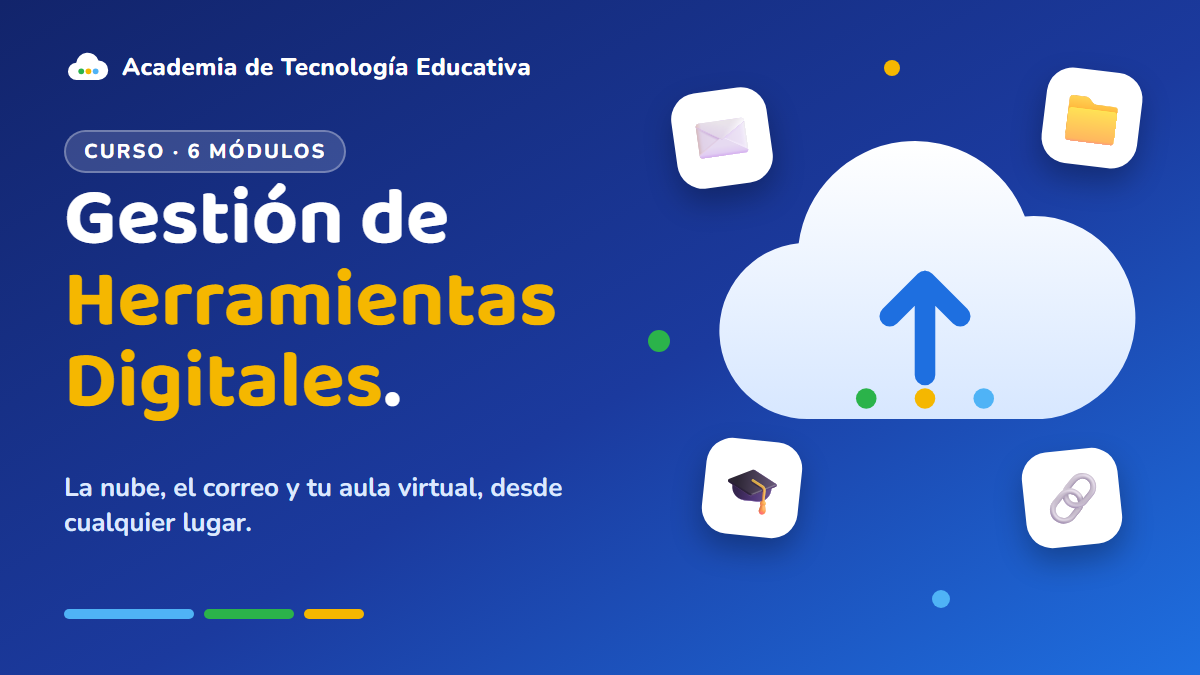 Academia de Tecnología Educativa
CURSO · 6 MÓDULOS
Gestión de
Herramientas
Digitales.
La nube, el correo y tu aula virtual, desde
cualquier lugar.